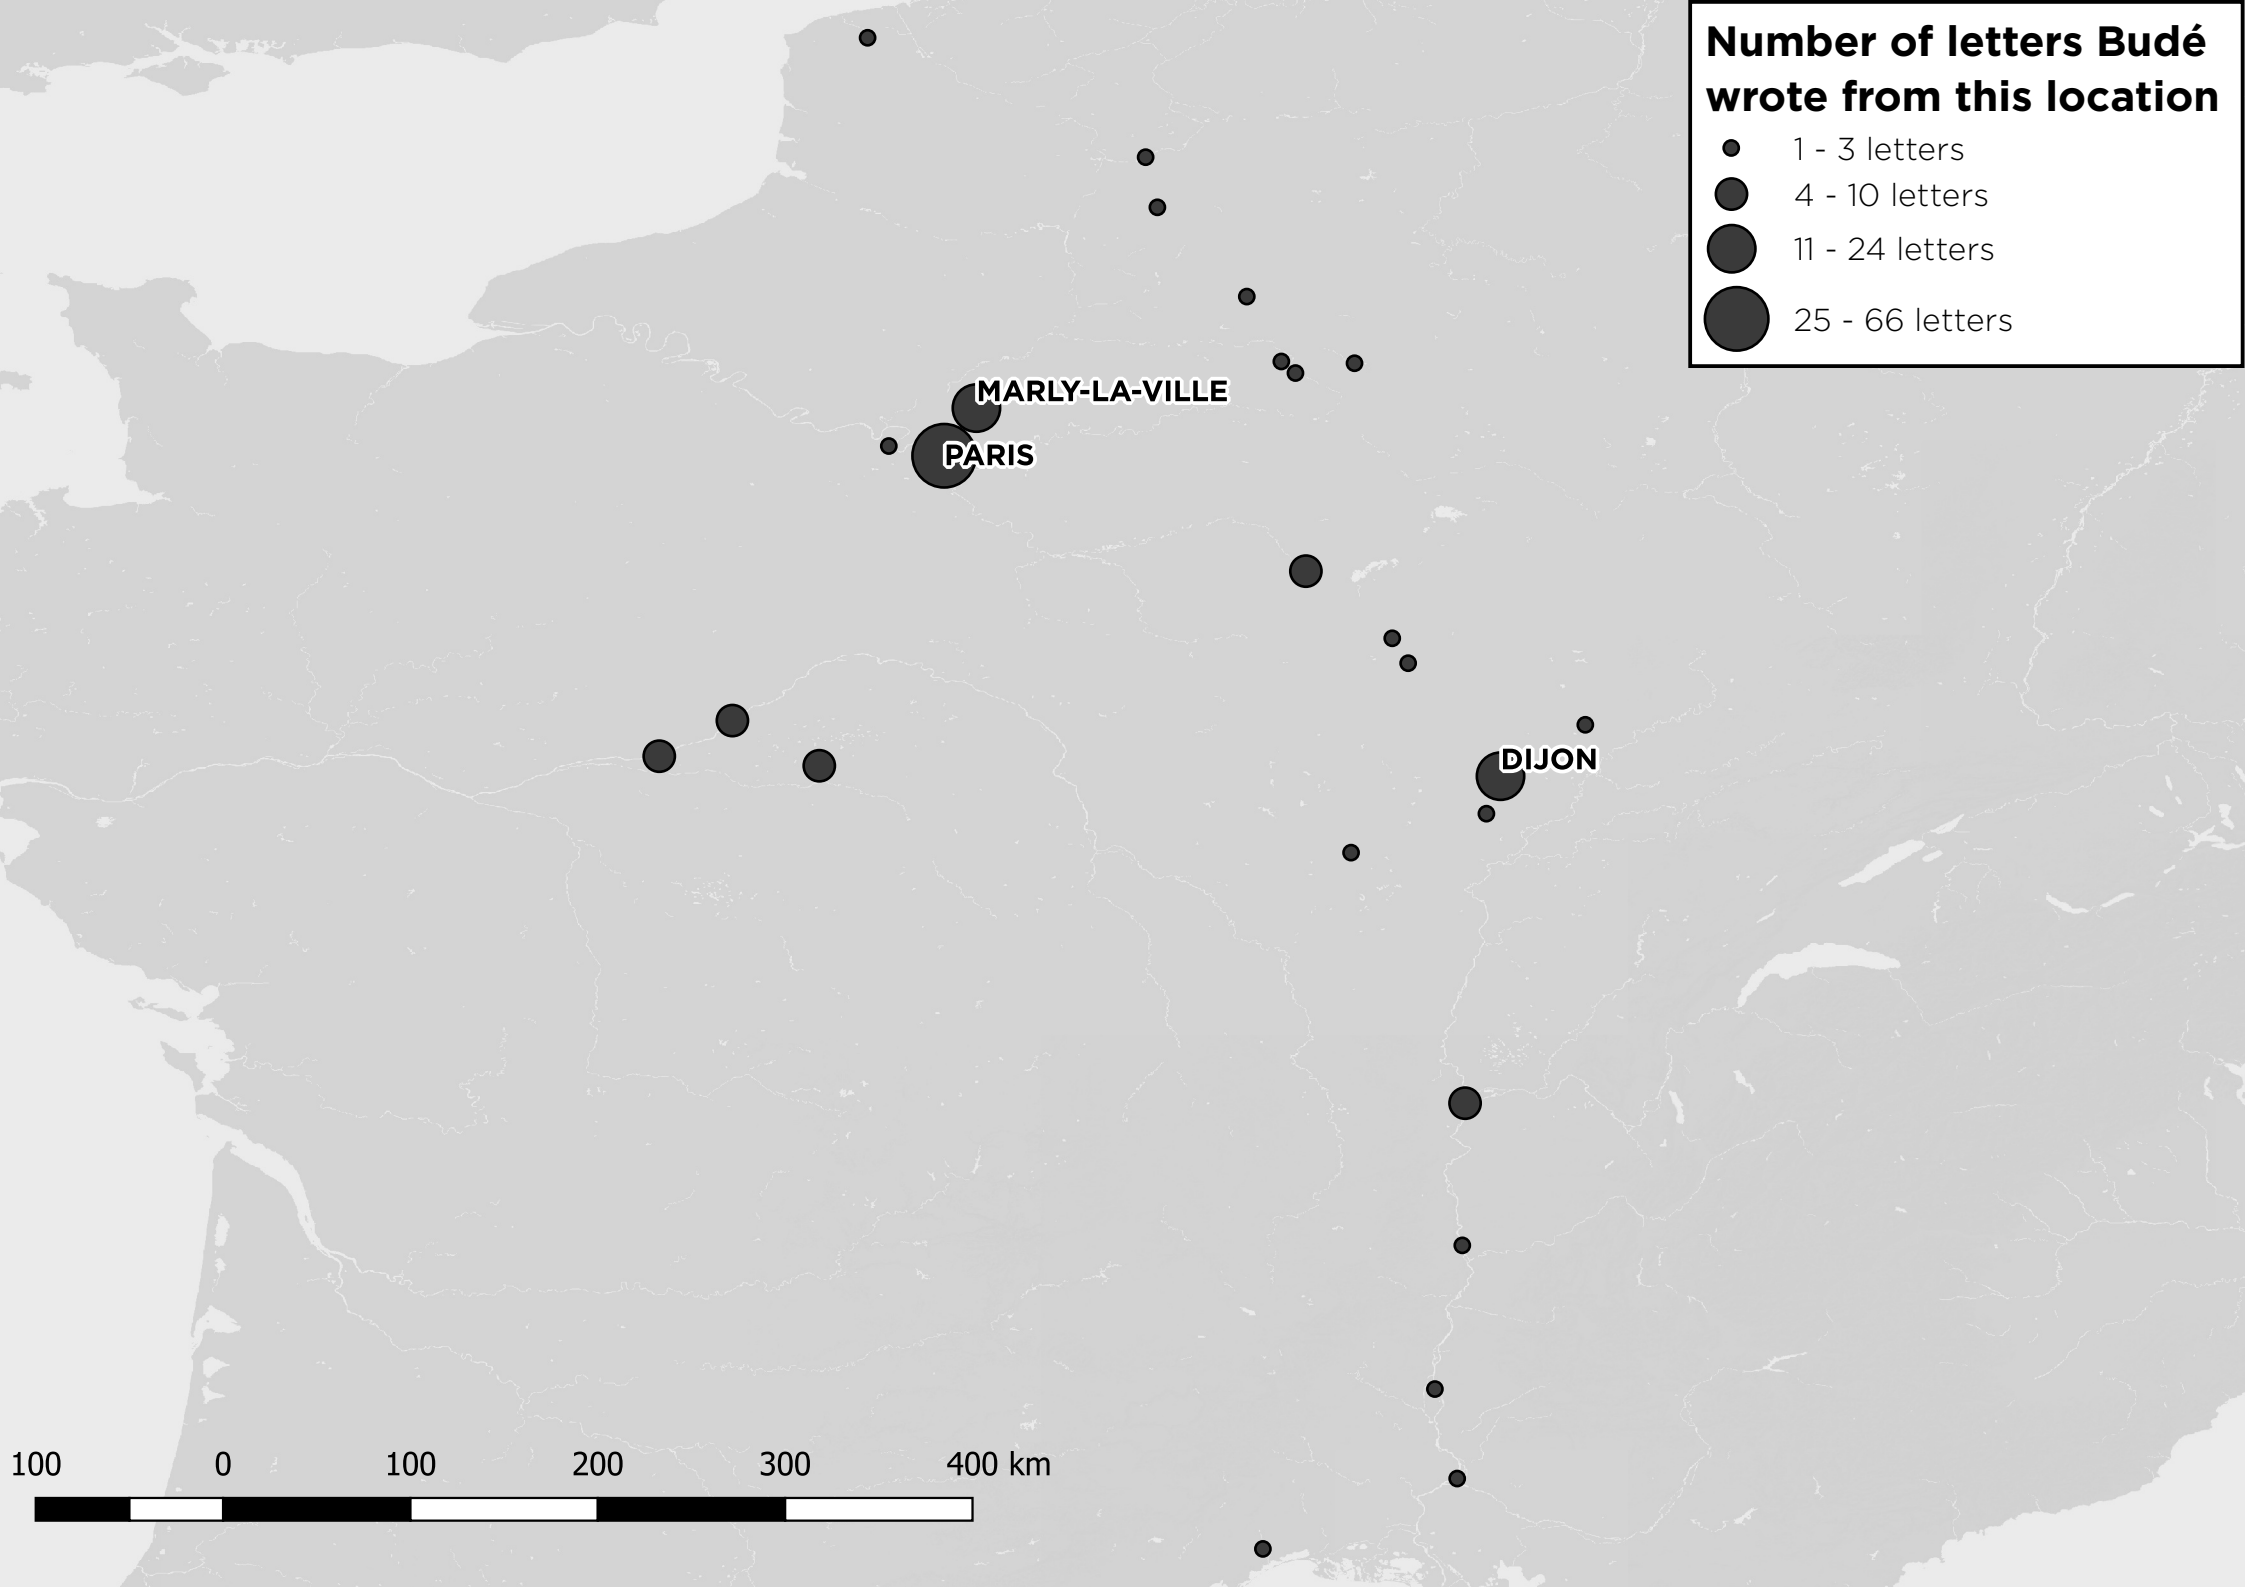 Number of letters Budé
wrote from this location
1 - 3 letters
4 - 10 letters
11 - 24 letters
25 - 66 letters
MARLY-LA-VILLE
PARIS
DIJON
100 0 100 200 300 400 km